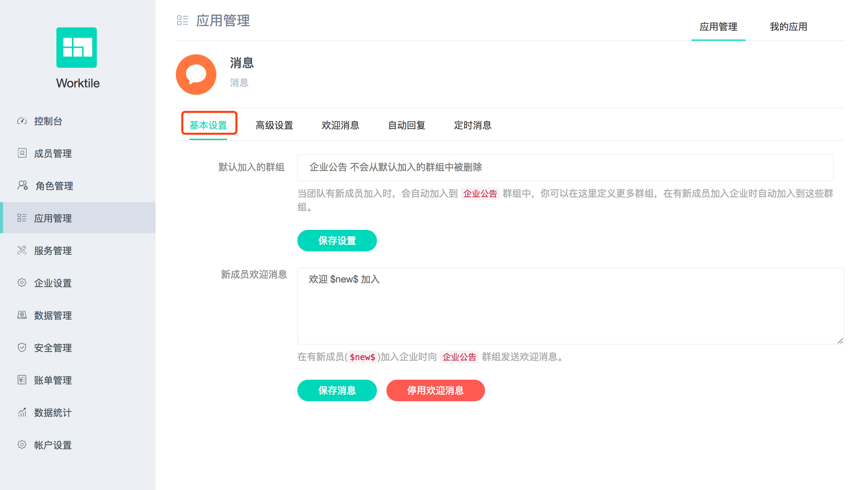 Worktile
控制台
成员管理
角色管理
应用管理
服务管理
企业设置
数据管理
安全管理
账单管理
数据统计
帐户设置
应用管理
应用管理 我的应用
消息
消息
基本设置 高级设置 欢迎消息 自动回复 定时消息
默认加入的群组 企业公告 不会从默认加入的群组中被删除
当团队有新成员加入时，会自动加入到 企业公告 群组中，你可以在这里定义更多群组，在有新成员加入企业时自动加入到这些群
组。
保存设置
新成员欢迎消息 欢迎 $new$ 加入
在有新成员($new$)加入企业时向 企业公告 群组发送欢迎消息。
保存消息 停用欢迎消息